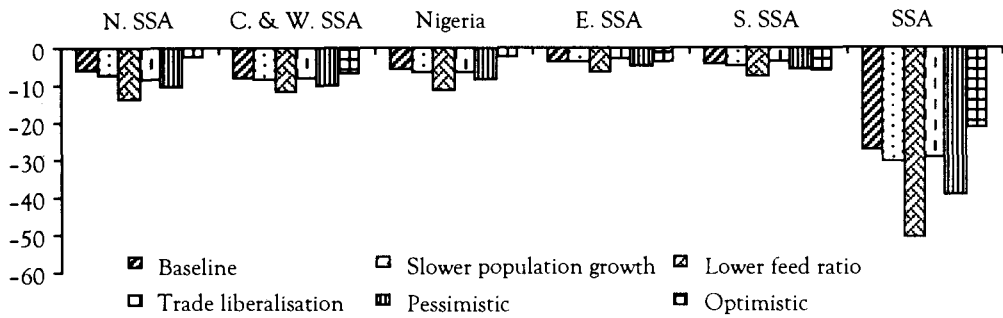 N. SSA C. & W. SSA Nigeria E. SSA S. SSA SSA
0
-10
-20
-30
-40
-50
-60
Baseline Slower population growth Lower feed ratio
Trade liberalisation Pessimistic Optimistic